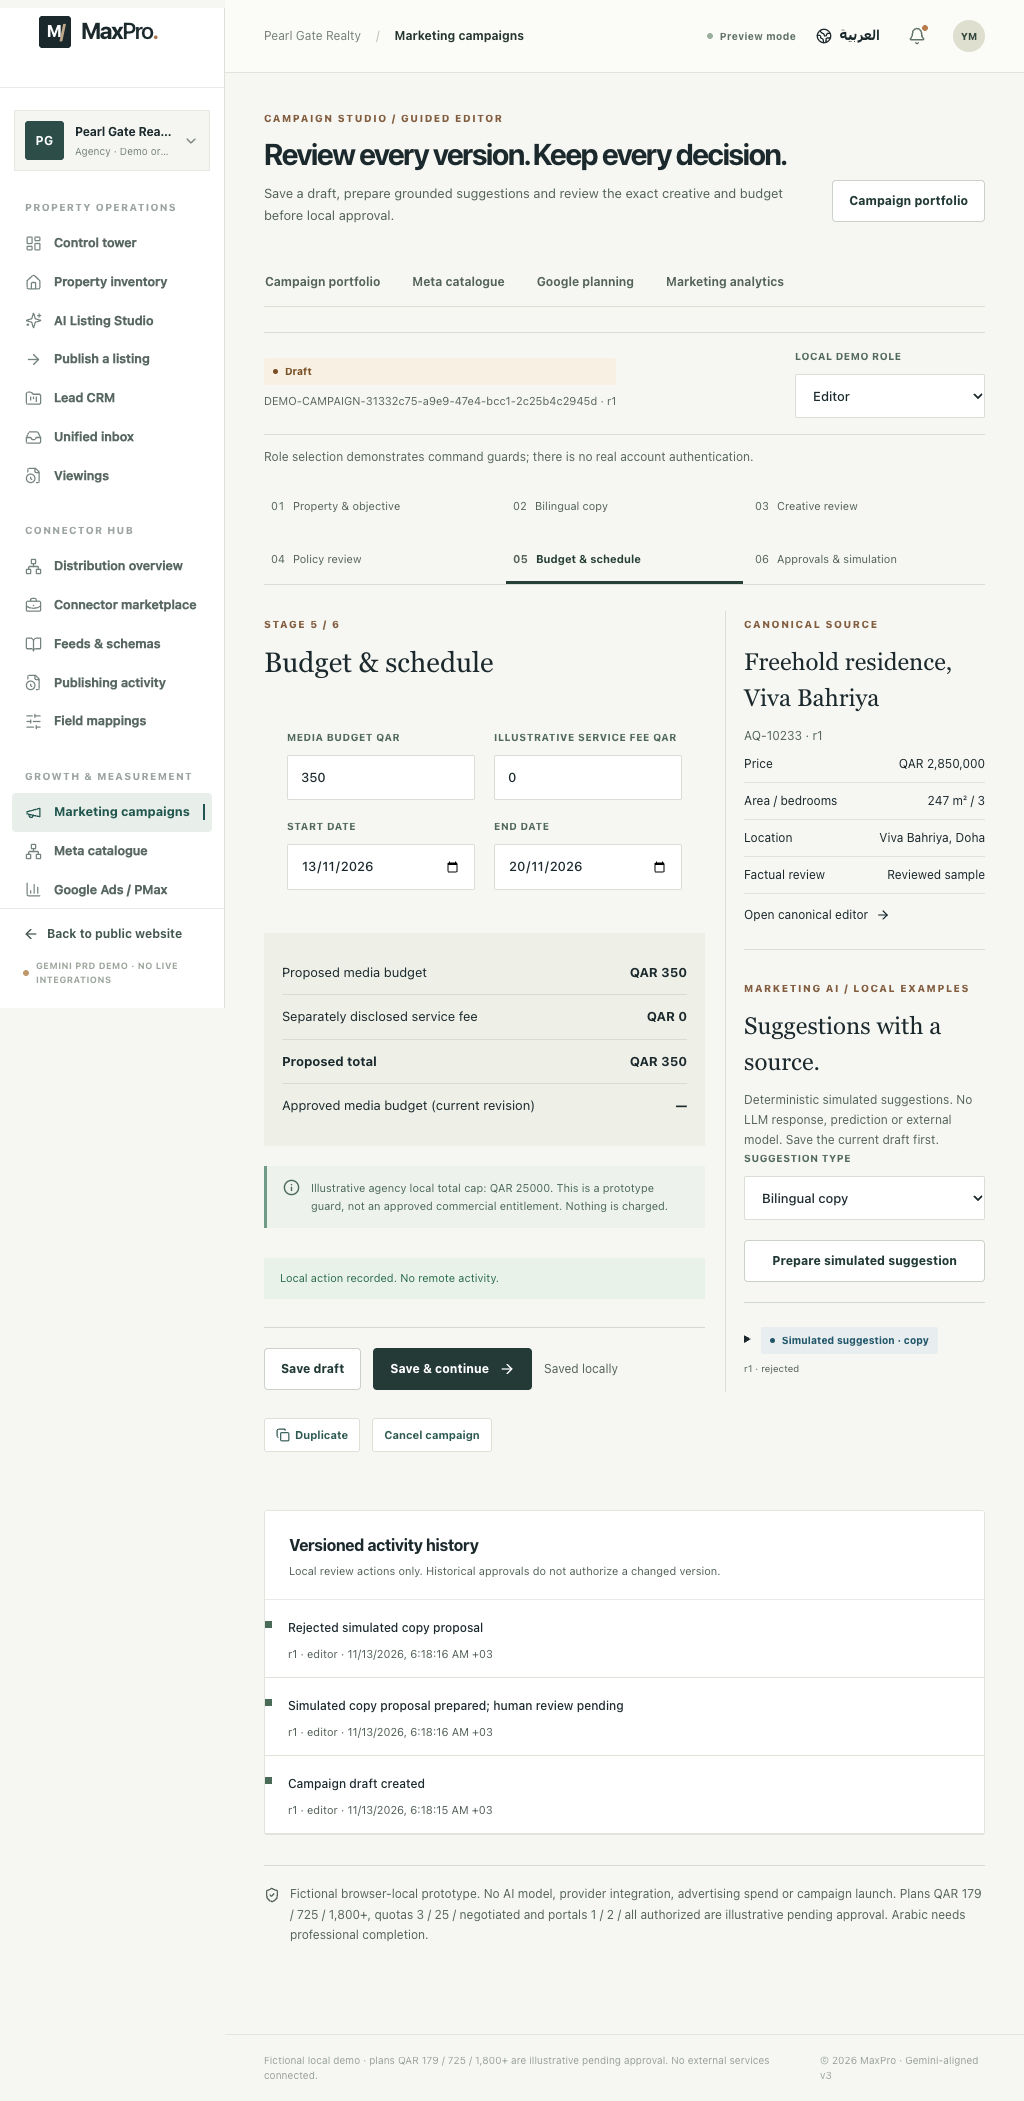 M/ MaxPro.
PG
Pearl Gate Rea...
Agency · Demo or...
PROPERTY OPERATIONS
Control tower
Property inventory
AI Listing Studio
Publish a listing
Lead CRM
Unified inbox
Viewings
CONNECTOR HUB
Distribution overview
Connector marketplace
Feeds & schemas
Publishing activity
Field mappings
GROWTH & MEASUREMENT
Marketing campaigns
Meta catalogue
Google Ads / PMax
Back to public website
GEMINI PRD DEMO · NO LIVE
INTEGRATIONS
Pearl Gate Realty / Marketing campaigns
Preview mode
العربية
YM
CAMPAIGN STUDIO / GUIDED EDITOR
Review every version. Keep every decision.
Save a draft, prepare grounded suggestions and review the exact creative and budget
before local approval.
Campaign portfolio
Campaign portfolio Meta catalogue Google planning Marketing analytics
Draft
DEMO-CAMPAIGN-31332c75-a9e9-47e4-bcc1-2c25b4c2945d · r1
LOCAL DEMO ROLE
Editor
Role selection demonstrates command guards; there is no real account authentication.
01 Property & objective
02 Bilingual copy
03 Creative review
04 Policy review
05 Budget & schedule
06 Approvals & simulation
STAGE 5 / 6
Budget & schedule
MEDIA BUDGET QAR
350
ILLUSTRATIVE SERVICE FEE QAR
0
START DATE
13/11/2026
END DATE
20/11/2026
Proposed media budget QAR 350
Separately disclosed service fee QAR 0
Proposed total QAR 350
Approved media budget (current revision) —
Illustrative agency local total cap: QAR 25000. This is a prototype
guard, not an approved commercial entitlement. Nothing is charged.
Local action recorded. No remote activity.
Save draft
Save & continue
Saved locally
Duplicate
Cancel campaign
CANONICAL SOURCE
Freehold residence,
Viva Bahriya
AQ-10233 · r1
Price QAR 2,850,000
Area / bedrooms 247 m² / 3
Location Viva Bahriya, Doha
Factual review Reviewed sample
Open canonical editor
MARKETING AI / LOCAL EXAMPLES
Suggestions with a
source.
Deterministic simulated suggestions. No
LLM response, prediction or external
model. Save the current draft first.
SUGGESTION TYPE
Bilingual copy
Prepare simulated suggestion
Simulated suggestion · copy
r1 · rejected
Versioned activity history
Local review actions only. Historical approvals do not authorize a changed version.
Rejected simulated copy proposal
r1 · editor · 11/13/2026, 6:18:16 AM +03
Simulated copy proposal prepared; human review pending
r1 · editor · 11/13/2026, 6:18:16 AM +03
Campaign draft created
r1 · editor · 11/13/2026, 6:18:15 AM +03
Fictional browser-local prototype. No AI model, provider integration, advertising spend or campaign launch. Plans QAR 179
/ 725 / 1,800+, quotas 3 / 25 / negotiated and portals 1 / 2 / all authorized are illustrative pending approval. Arabic needs
professional completion.
Fictional local demo · plans QAR 179 / 725 / 1,800+ are illustrative pending approval. No external services
connected.
© 2026 MaxPro · Gemini-aligned
v3